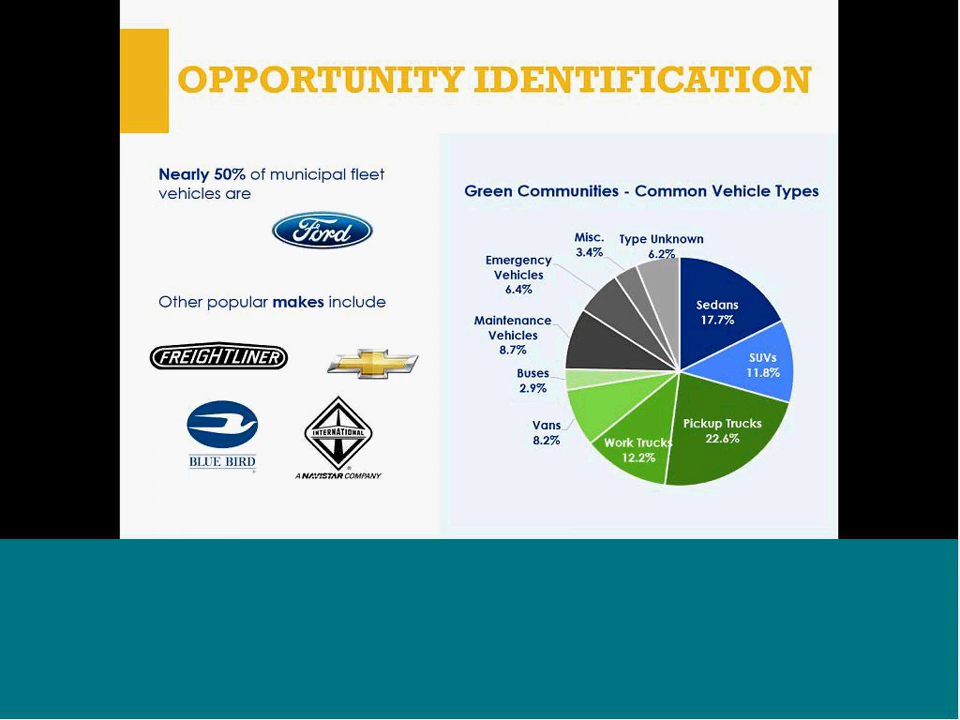 OPPORTUNITY IDENTIFICATION
Nearly 50% of municipal fleet
vehicles are
Ford
Other popular makes include
FREIGHTLINER
BLUE BIRD
INTERNATIONAL
A NAVISTAR COMPANY
Green Communities - Common Vehicle Types
Misc.
3.4%
Type Unknown
6.2%
Emergency
Vehicles
6.4%
Sedans
17.7%
Maintenance
Vehicles
8.7%
SUVs
11.8%
Buses
2.9%
Pickup Trucks
22.6%
Vans
8.2%
Work Trucks
12.2%